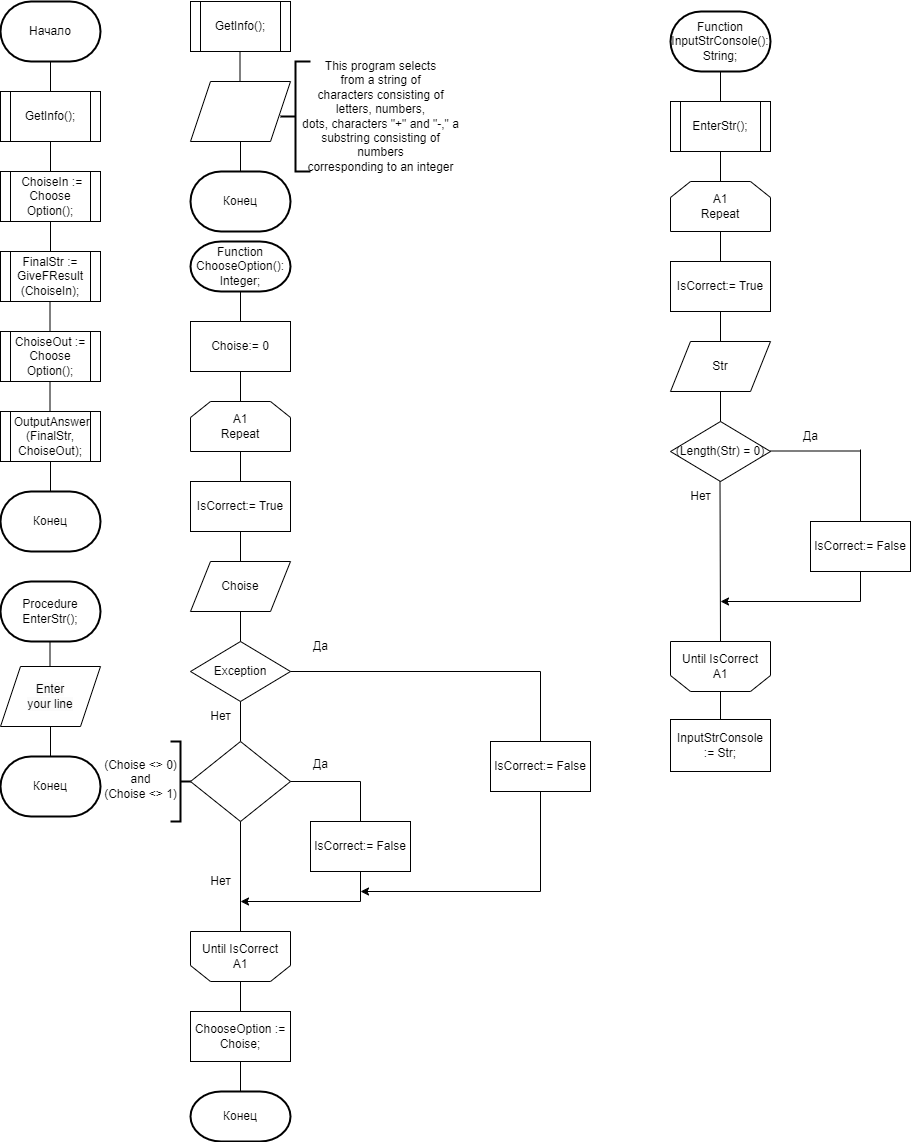 Начало
GetInfo();
ChoiseIn :=
Choose
Option();
FinalStr :=
GiveFResult
(ChoiseIn);
ChoiseOut :=
Choose
Option();
OutputAnswer
(FinalStr,
ChoiseOut);
Конец
Procedure
EnterStr();
Enter
your line
Конец
GetInfo();
This program selects
from a string of
characters consisting of
letters, numbers,
dots, characters "+" and "-," a
substring consisting of
numbers
corresponding to an integer
Конец
Function
ChooseOption():
Integer;
Choise:= 0
A1
Repeat
IsCorrect:= True
Choise
Exception
Да
Нет
IsCorrect:= False
(Choise <> 0)
and
(Choise <> 1)
Да
IsCorrect:= False
Нет
Until IsCorrect
A1
ChooseOption :=
Choise;
Конец
Function
InputStrConsole():
String;
EnterStr();
A1
Repeat
IsCorrect:= True
Str
(Length(Str) = 0)
Да
Нет
IsCorrect:= False
Until IsCorrect
A1
InputStrConsole
:= Str;